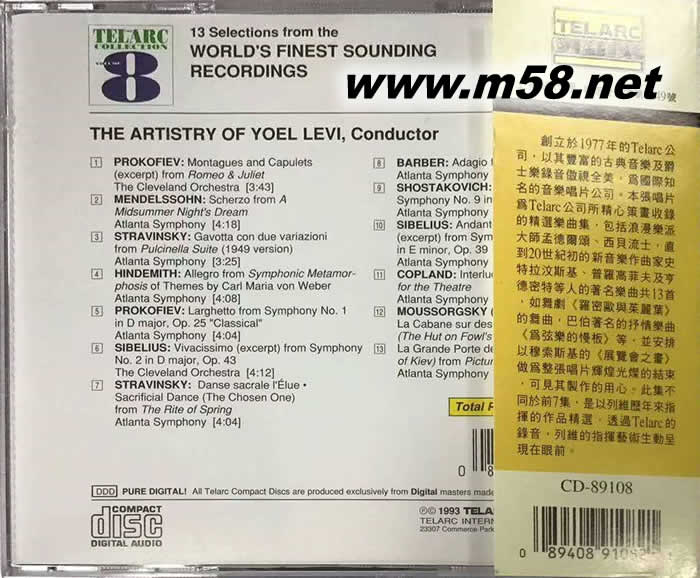 TELARC
COLLECTION
VOLUME
8
13 Selections from the
WORLD'S FINEST SOUNDING
RECORDINGS
www.m58.net
THE ARTISTRY OF YOEL LEVI, Conductor
1 PROKOFIEV: Montagues and Capulets
(excerpt) from Romeo & Juliet
The Cleveland Orchestra [3:43]
2 MENDELSSOHN: Scherzo from A
Midsummer Night's Dream
Atlanta Symphony [4:18]
3 STRAVINSKY: Gavotta con due variazioni
from Pulcinella Suite (1949 version)
Atlanta Symphony [3:25]
4 HINDEMITH: Allegro from Symphonic Metamor-
phosis of Themes by Carl Maria von Weber
Atlanta Symphony [4:08]
5 PROKOFIEV: Larghetto from Symphony No. 1
in D major, Op. 25 "Classical"
Atlanta Symphony [4:04]
6 SIBELIUS: Vivacissimo (excerpt) from Symphony
No. 2 in D major, Op. 43
The Cleveland Orchestra [4:12]
7 STRAVINSKY: Danse sacrale l'Élue •
Sacrificial Dance (The Chosen One)
from The Rite of Spring
Atlanta Symphony [4:04]
8 BARBER: Adagio
Atlanta Symphony
9 SHOSTAKOVICH:
Symphony No. 9 in
Atlanta Symphony
10 SIBELIUS: Andant
(excerpt) from Sym
in E minor, Op. 39
Atlanta Symphony
11 COPLAND: Interlu
for the Theatre
Atlanta Symphony
12 MOUSSORGSKY
La Cabane sur des
(The Hut on Fowl's
13 La Grande Porte de
of Kiev) from Pictur
Atlanta Symphony
Total
DDD PURE DIGITAL! All Telarc Compact Discs are produced exclusively from Digital masters made
COMPACT
disc
DIGITAL AUDIO
℗© 1993 TELAR
TELARC INTERN
23307 Commerce Park
0 8
TELARC
號
創立於1977年的Telarc公
司，以其豐富的古典音樂及爵
士樂錄音傲視全美，為國際知
名的音樂唱片公司。本張唱片
為Telarc公司所精心策畫收錄
的精選樂曲集，包括浪漫樂派
大師孟德爾頌、西貝流士，直
到20世紀初的新音樂作曲家史
特拉汶斯基、普羅高菲夫及亨
德密特等人的著名樂曲共13首
，如舞劇《羅密歐與茱麗葉》
的舞曲，巴伯著名的抒情樂曲
《為弦樂的慢板》等，並安排
以穆索斯基的《展覽會之畫》
做為整張唱片輝煌光燦的結束
，可見其製作的用心。此集不
同於前7集，是以列維歷年來指
揮的作品精選，透過Telarc的
錄音，列維的指揮藝術生動呈
現在眼前。
CD-89108
0 89408 9108